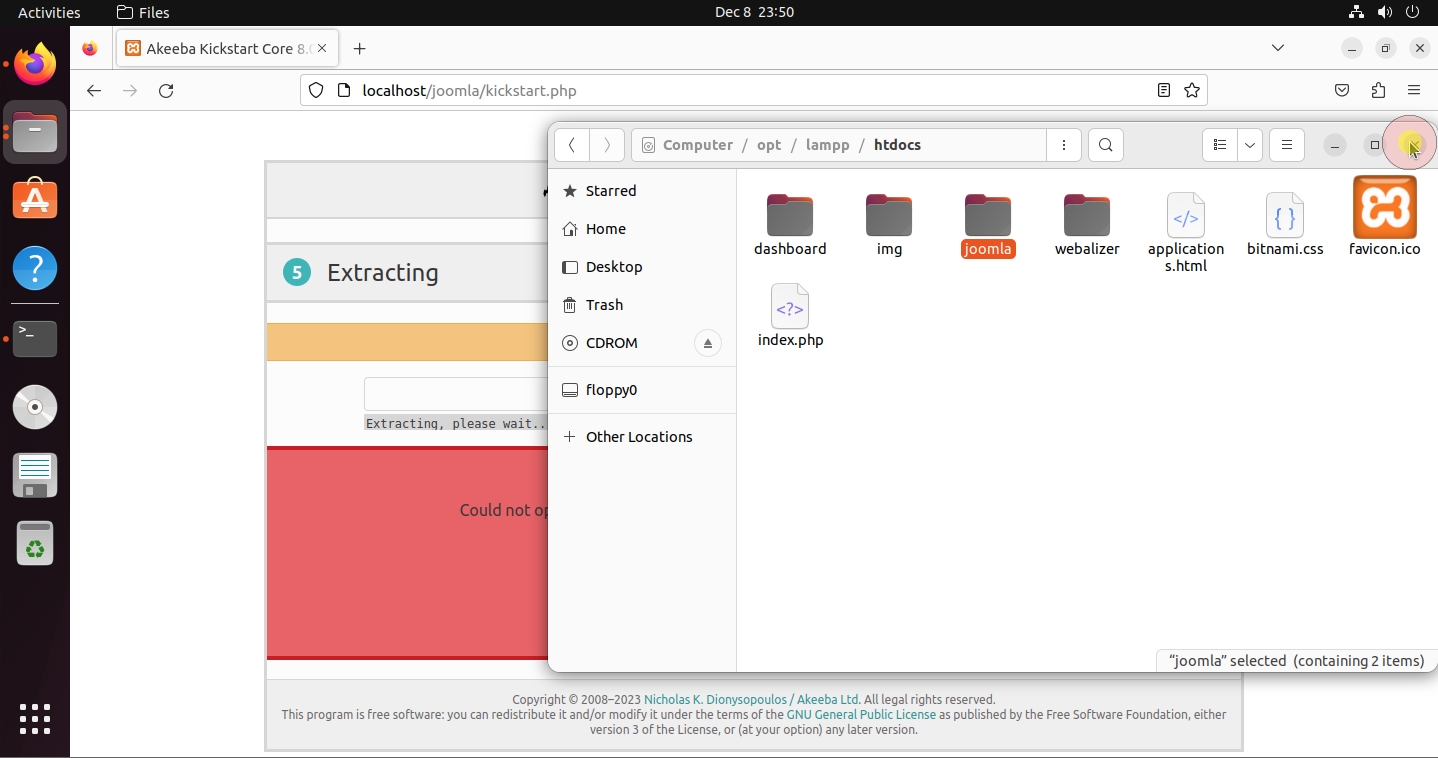 Activities
Files
Dec 8 23:50
Akeeba Kickstart Core 8.
localhost/joomla/kickstart.php
Computer / opt / lampp / htdocs
Starred
Home
Desktop
Trash
CDROM
floppy0
Other Locations
dashboard
img
joomla
webalizer
application
s.html
bitnami.css
favicon.ico
index.php
5 Extracting
Extracting, please wait..
Could not op
"joomla" selected (containing 2 items)
Copyright © 2008–2023 Nicholas K. Dionysopoulos / Akeeba Ltd. All legal rights reserved.
This program is free software: you can redistribute it and/or modify it under the terms of the GNU General Public License as published by the Free Software Foundation, either
version 3 of the License, or (at your option) any later version.